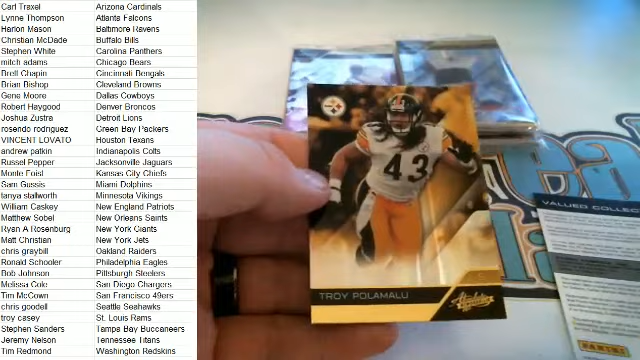 Carl Traxel Arizona Cardinals
Lynne Thompson Atlanta Falcons
Harlon Mason Baltimore Ravens
Christian McDade Buffalo Bills
Stephen White Carolina Panthers
mitch adams Chicago Bears
Brett Chapin Cincinnati Bengals
Brian Bishop Cleveland Browns
Gene Moore Dallas Cowboys
Robert Haygood Denver Broncos
Joshua Zustra Detroit Lions
rosendo rodriguez Green Bay Packers
VINCENT LOVATO Houston Texans
andrew patkin Indianapolis Colts
Russel Pepper Jacksonville Jaguars
Monte Foisl Kansas City Chiefs
Sam Gussis Miami Dolphins
tanya stallworth Minnesota Vikings
William Caskey New England Patriots
Matthew Sobel New Orleans Saints
Ryan A Rosenburg New York Giants
Matt Christian New York Jets
chris graybill Oakland Raiders
Ronald Schooler Philadelphia Eagles
Bob Johnson Pittsburgh Steelers
Melissa Cole San Diego Chargers
Tim McCown San Francisco 49ers
chris goodell Seattle Seahawks
troy casey St. Louis Rams
Stephen Sanders Tampa Bay Buccaneers
Jeremy Nelson Tennessee Titans
Tim Redmond Washington Redskins
43
TROY POLAMALU
Absolute
VALUED COLLEC
PANINI